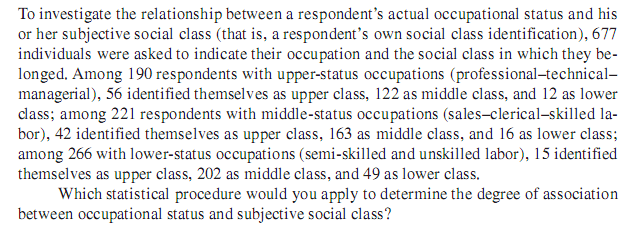 To investigate the relationship between a respondent's actual occupational status and his
or her subjective social class (that is, a respondent's own social class identification), 677
individuals were asked to indicate their occupation and the social class in which they be-
longed. Among 190 respondents with upper-status occupations (professional–technical–
managerial), 56 identified themselves as upper class, 122 as middle class, and 12 as lower
class; among 221 respondents with middle-status occupations (sales–clerical–skilled la-
bor), 42 identified themselves as upper class, 163 as middle class, and 16 as lower class;
among 266 with lower-status occupations (semi-skilled and unskilled labor), 15 identified
themselves as upper class, 202 as middle class, and 49 as lower class.
Which statistical procedure would you apply to determine the degree of association
between occupational status and subjective social class?